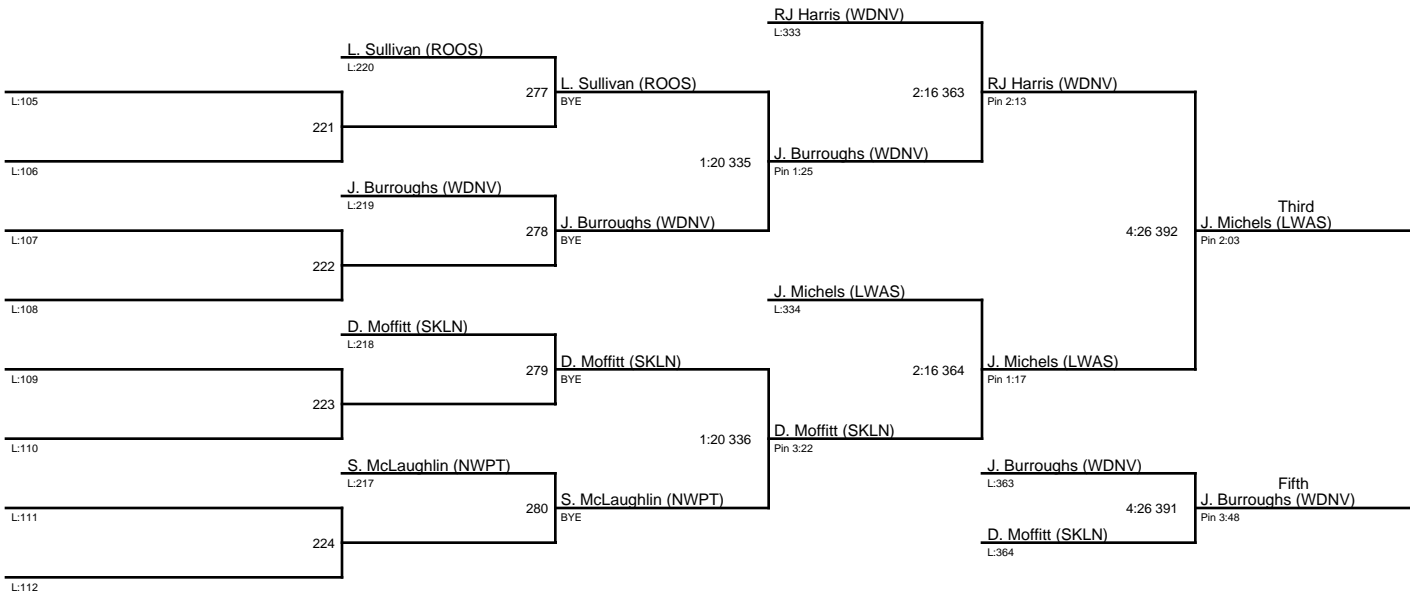 RJ Harris (WDNV)
L:333
L. Sullivan (ROOS)
L:220
277
L. Sullivan (ROOS)
BYE
2:16 363
RJ Harris (WDNV)
Pin 2:13
L:105
221
L:106
1:20 335
J. Burroughs (WDNV)
Pin 1:25
J. Burroughs (WDNV)
L:219
278
J. Burroughs (WDNV)
BYE
4:26 392
Third
J. Michels (LWAS)
Pin 2:03
L:107
222
L:108
J. Michels (LWAS)
L:334
D. Moffitt (SKLN)
L:218
279
D. Moffitt (SKLN)
BYE
2:16 364
J. Michels (LWAS)
Pin 1:17
L:109
223
L:110
1:20 336
D. Moffitt (SKLN)
Pin 3:22
S. McLaughlin (NWPT)
L:217
280
S. McLaughlin (NWPT)
BYE
J. Burroughs (WDNV)
L:363
4:26 391
Fifth
J. Burroughs (WDNV)
Pin 3:48
L:111
224
D. Moffitt (SKLN)
L:364
L:112